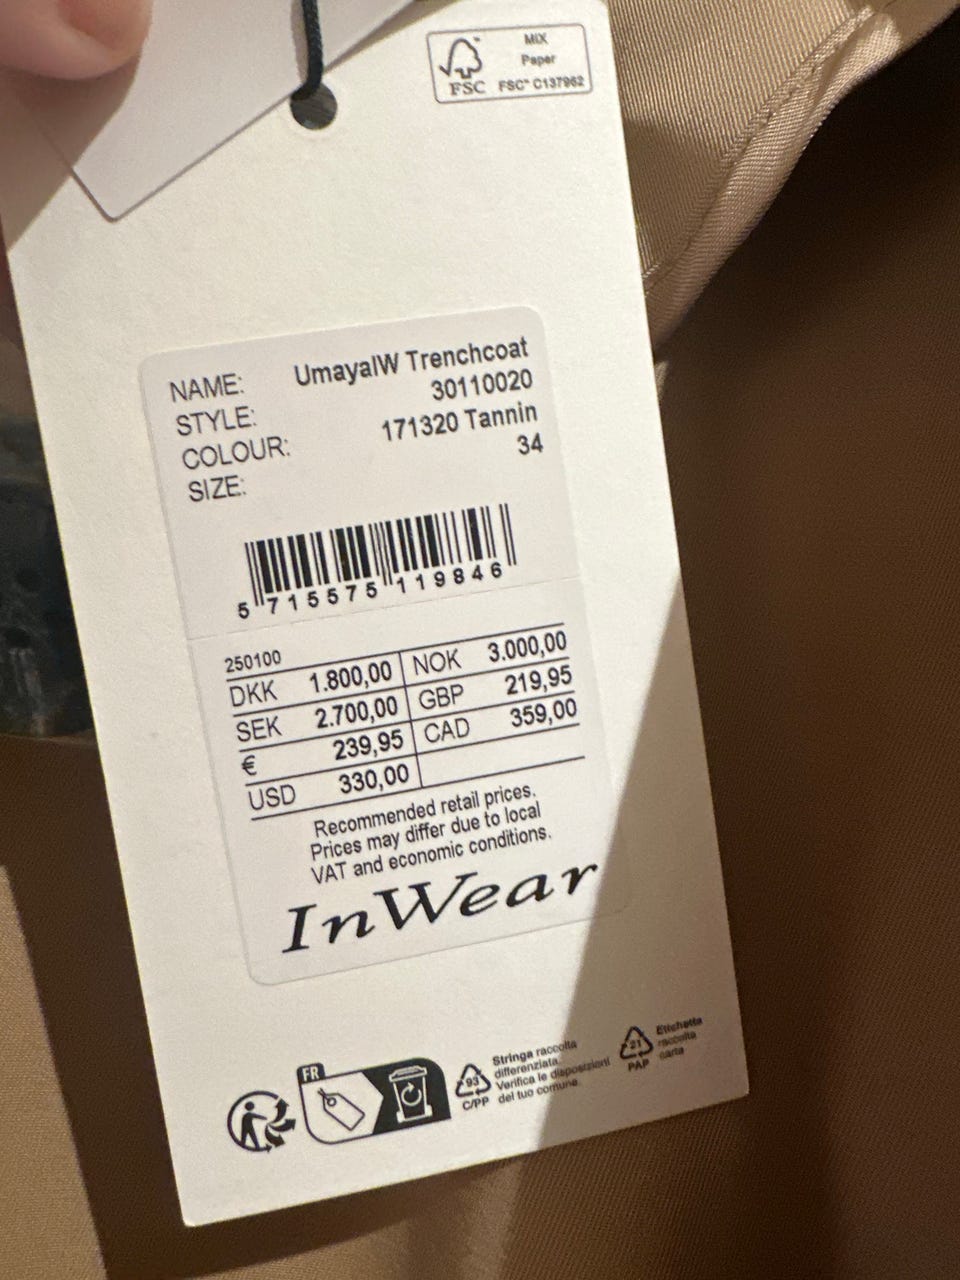 MIX
Paper
FSC™ FSC™ C137962
NAME: UmayaIW Trenchcoat
STYLE: 30110020
COLOUR: 171320 Tannin
SIZE: 34
5 715575 119846
250100
DKK 1.800,00 NOK 3.000,00
SEK 2.700,00 GBP 219,95
€ 239,95 CAD 359,00
USD 330,00
Recommended retail prices.
Prices may differ due to local
VAT and economic conditions.
InWear
FR
93
C/PP
Stringa raccolta
differenziata.
Verifica le disposizioni
del tuo comune.
21
PAP
Etichetta
raccolta
carta